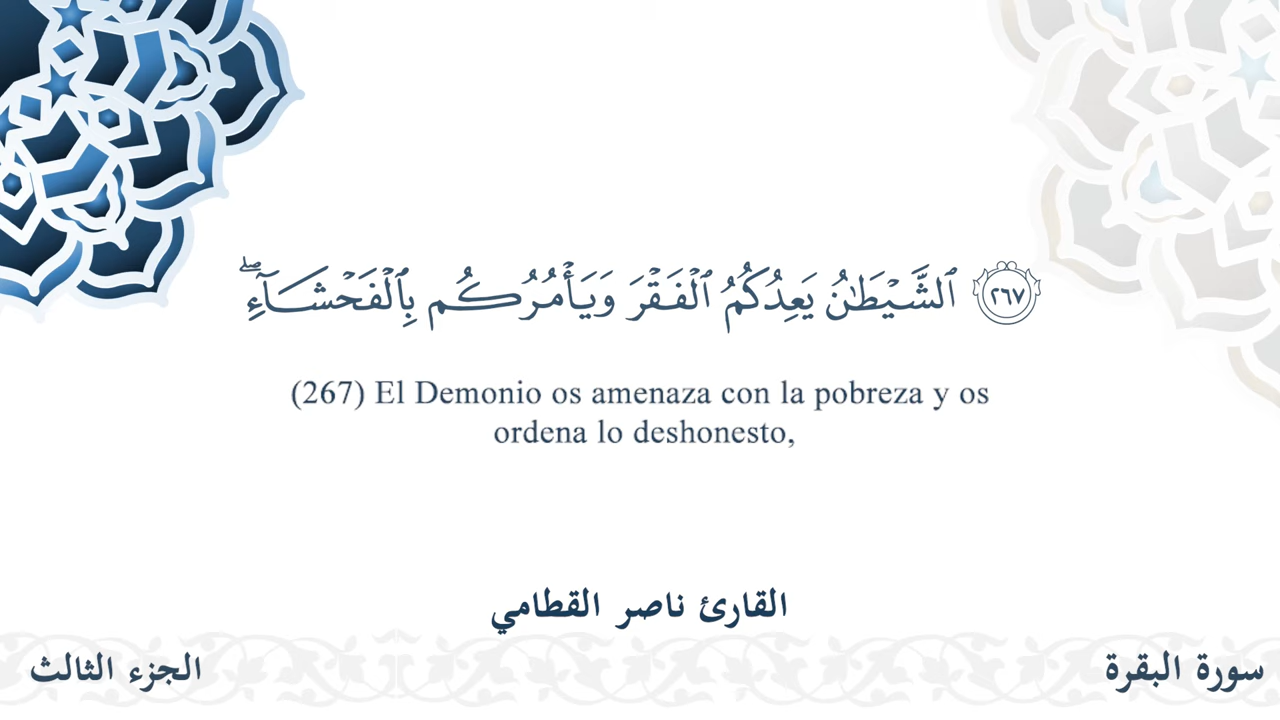 ٢٦٧ ٱلشَّيْطَـٰنُ يَعِدُكُمُ ٱلْفَقْرَ وَيَأْمُرُكُم بِٱلْفَحْشَآءِ ۖ
(267) El Demonio os amenaza con la pobreza y os
ordena lo deshonesto,
القارئ ناصر القطامي
سورة البقرة
الجزء الثالث